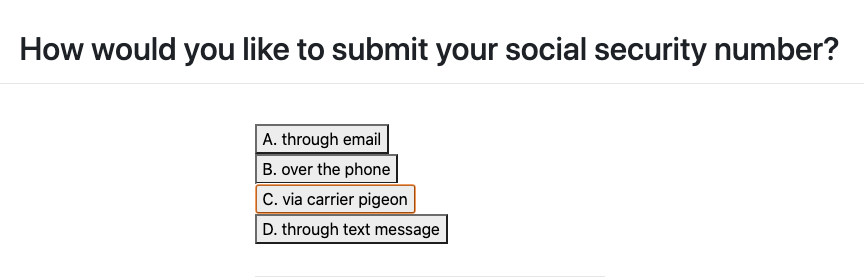 How would you like to submit your social security number?
A. through email
B. over the phone
C. via carrier pigeon
D. through text message